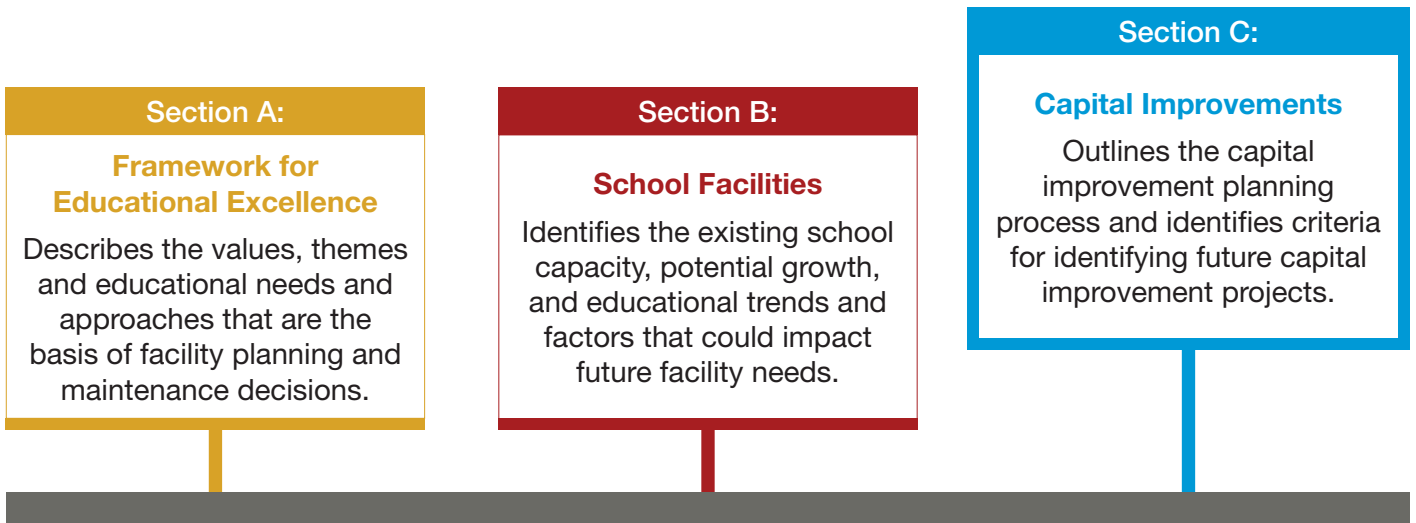 Section A:
Framework for
Educational Excellence
Describes the values, themes
and educational needs and
approaches that are the
basis of facility planning and
maintenance decisions.
Section B:
School Facilities
Identifies the existing school
capacity, potential growth,
and educational trends and
factors that could impact
future facility needs.
Section C:
Capital Improvements
Outlines the capital
improvement planning
process and identifies criteria
for identifying future capital
improvement projects.